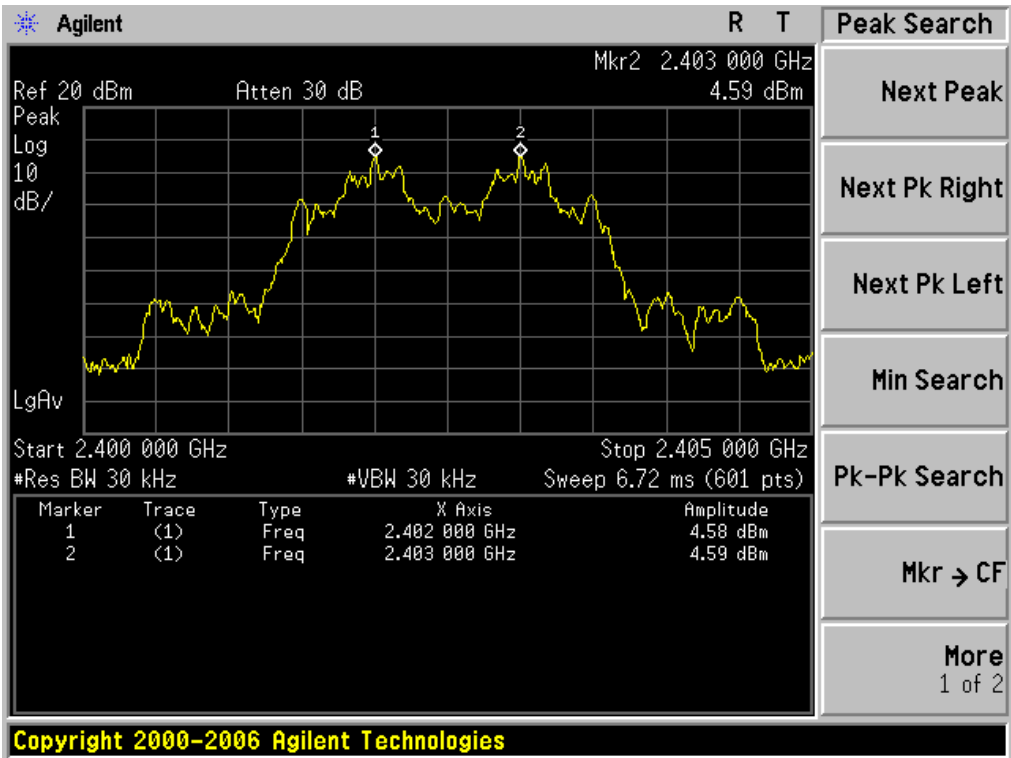 Agilent R T
Peak Search
Mkr2 2.403 000 GHz
Ref 20 dBm Atten 30 dB 4.59 dBm
Peak
Log
10
dB/
1 2
LgAv
Start 2.400 000 GHz Stop 2.405 000 GHz
#Res BW 30 kHz #VBW 30 kHz Sweep 6.72 ms (601 pts)
Marker Trace Type X Axis Amplitude
1 (1) Freq 2.402 000 GHz 4.58 dBm
2 (1) Freq 2.403 000 GHz 4.59 dBm
Next Peak
Next Pk Right
Next Pk Left
Min Search
Pk-Pk Search
Mkr → CF
More
1 of 2
Copyright 2000-2006 Agilent Technologies